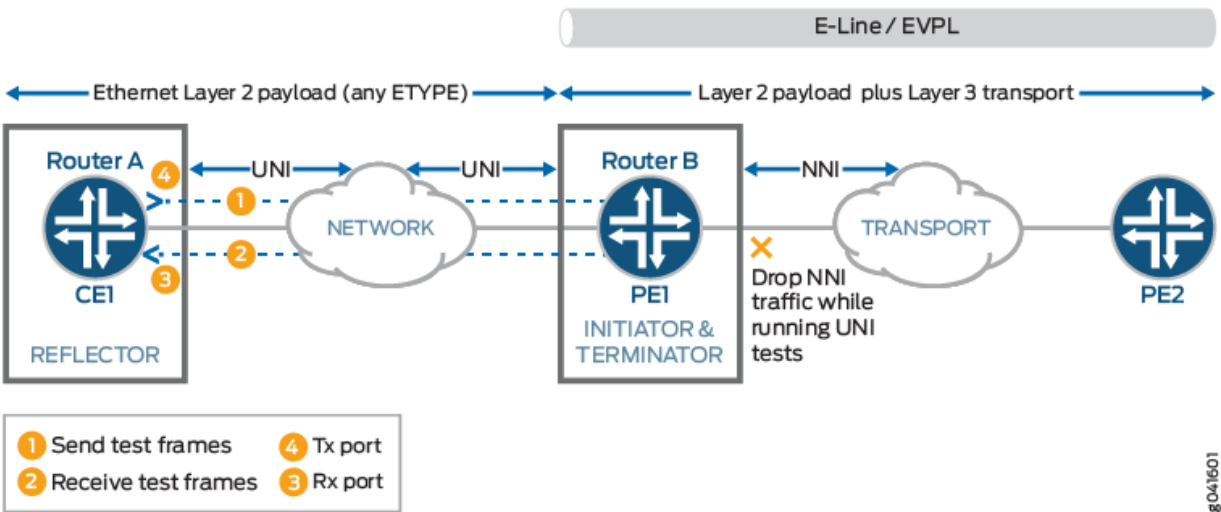 E-Line / EVPL
Ethernet Layer 2 payload (any ETYPE)
Layer 2 payload plus Layer 3 transport
Router A
4
UNI
UNI
Router B
NNI
1
NETWORK
TRANSPORT
2
3
CE1
PE1
Drop NNI
traffic while
running UNI
tests
PE2
REFLECTOR
INITIATOR &
TERMINATOR
1 Send test frames
4 Tx port
2 Receive test frames
3 Rx port
g041601